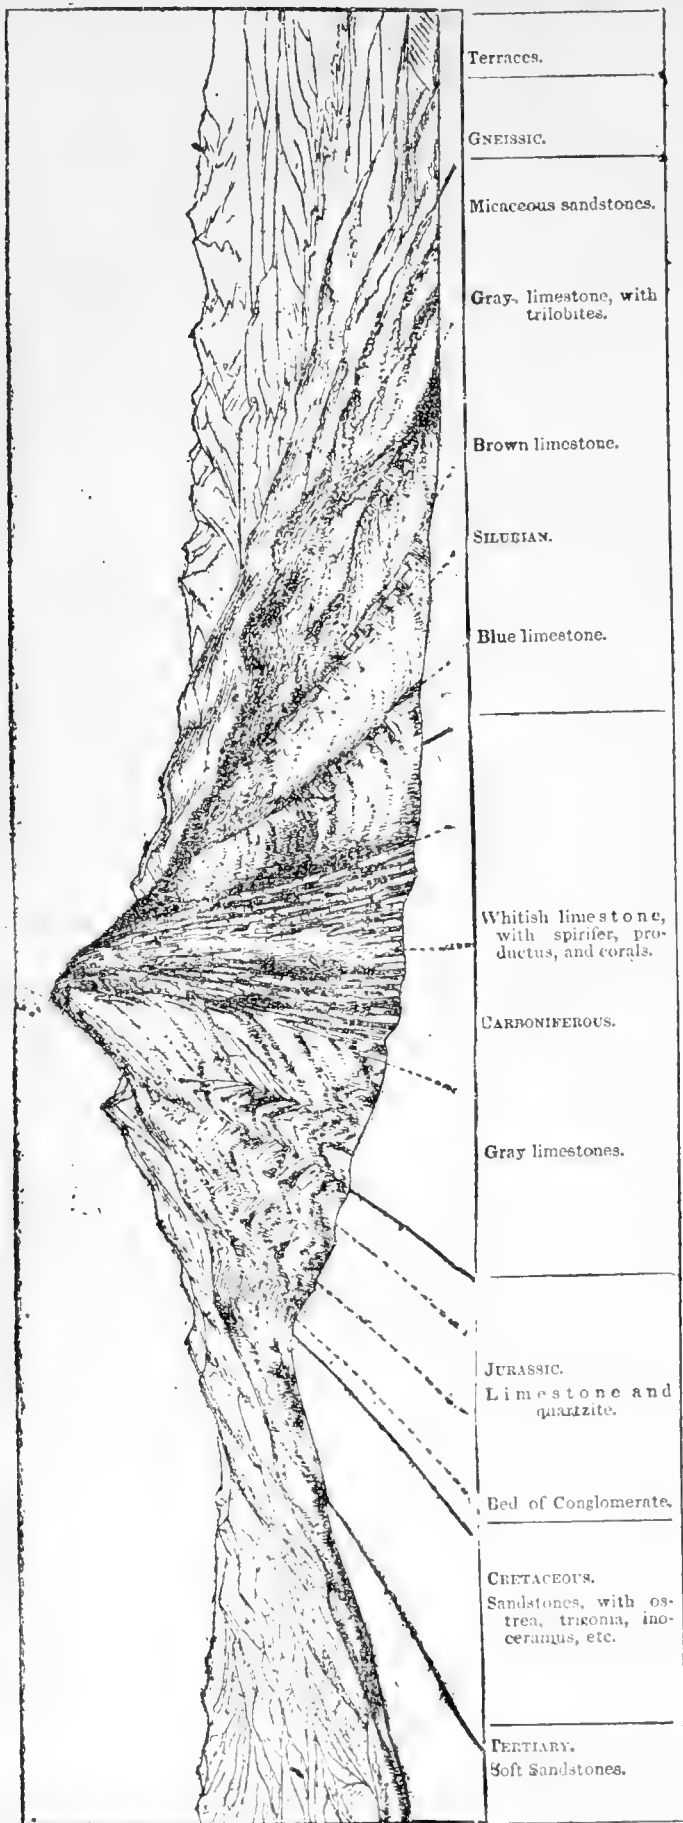 Terraces.
GNEISSIC.
Micaceous sandstones.
Gray, limestone, with
trilobites.
Brown limestone.
SILURIAN.
Blue limestone.
Whitish limestone,
with spirifer, pro-
ductus, and corals.
CARBONIFEROUS.
Gray limestones.
JURASSIC.
Limestone and
quartzite.
Bed of Conglomerate.
CRETACEOUS.
Sandstones, with os-
trea, trigonia, ino-
ceramus, etc.
TERTIARY.
Soft Sandstones.